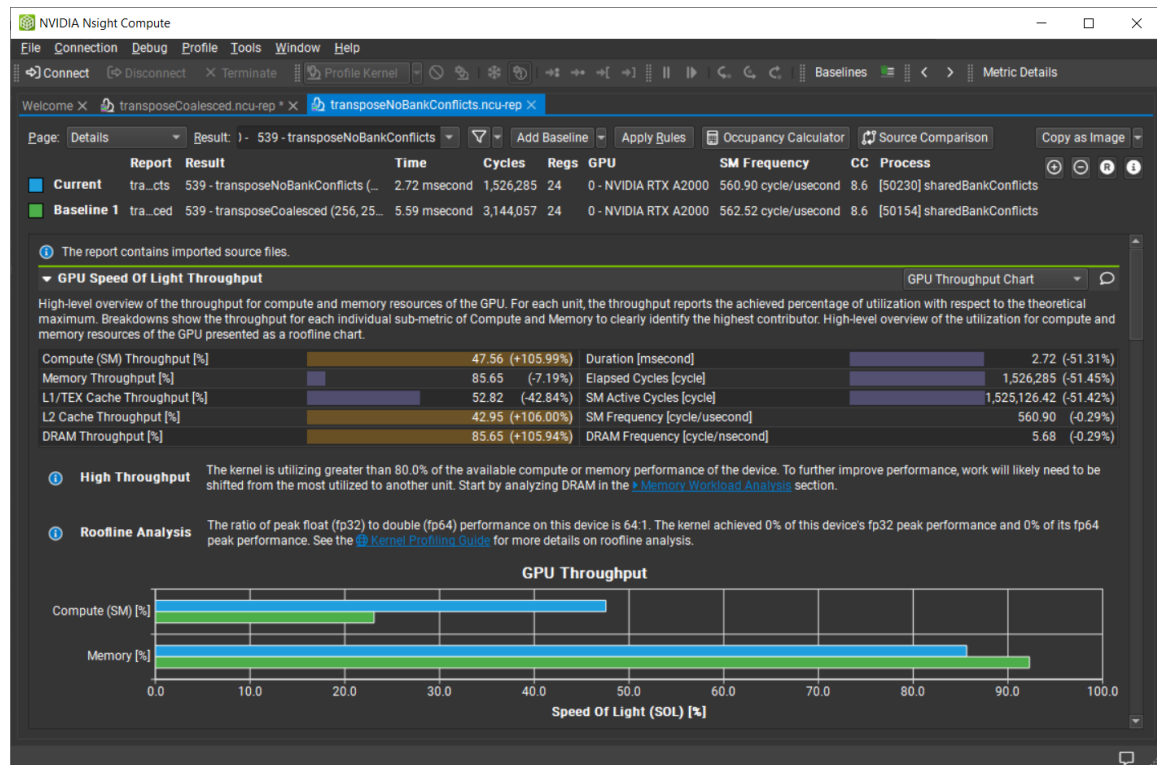 NVIDIA Nsight Compute
File Connection Debug Profile Tools Window Help
Connect Disconnect Terminate Profile Kernel Baselines Metric Details
Welcome transposeCoalesced.ncu-rep * transposeNoBankConflicts.ncu-rep
Page: Details Result: ) - 539 - transposeNoBankConflicts Add Baseline Apply Rules Occupancy Calculator Source Comparison Copy as Image
Report Result Time Cycles Regs GPU SM Frequency CC Process
Current tra...cts 539 - transposeNoBankConflicts (... 2.72 msecond 1,526,285 24 0 - NVIDIA RTX A2000 560.90 cycle/usecond 8.6 [50230] sharedBankConflicts
Baseline 1 tra...ced 539 - transposeCoalesced (256, 25... 5.59 msecond 3,144,057 24 0 - NVIDIA RTX A2000 562.52 cycle/usecond 8.6 [50154] sharedBankConflicts
The report contains imported source files.
GPU Speed Of Light Throughput GPU Throughput Chart
High-level overview of the throughput for compute and memory resources of the GPU. For each unit, the throughput reports the achieved percentage of utilization with respect to the theoretical
maximum. Breakdowns show the throughput for each individual sub-metric of Compute and Memory to clearly identify the highest contributor. High-level overview of the utilization for compute and
memory resources of the GPU presented as a roofline chart.
Compute (SM) Throughput [%] 47.56 (+105.99%) Duration [msecond] 2.72 (-51.31%)
Memory Throughput [%] 85.65 (-7.19%) Elapsed Cycles [cycle] 1,526,285 (-51.45%)
L1/TEX Cache Throughput [%] 52.82 (-42.84%) SM Active Cycles [cycle] 1,525,126.42 (-51.42%)
L2 Cache Throughput [%] 42.95 (+106.00%) SM Frequency [cycle/usecond] 560.90 (-0.29%)
DRAM Throughput [%] 85.65 (+105.94%) DRAM Frequency [cycle/nsecond] 5.68 (-0.29%)
High Throughput The kernel is utilizing greater than 80.0% of the available compute or memory performance of the device. To further improve performance, work will likely need to be
shifted from the most utilized to another unit. Start by analyzing DRAM in the Memory Workload Analysis section.
Roofline Analysis The ratio of peak float (fp32) to double (fp64) performance on this device is 64:1. The kernel achieved 0% of this device's fp32 peak performance and 0% of its fp64
peak performance. See the Kernel Profiling Guide for more details on roofline analysis.
GPU Throughput
Compute (SM) [%]
Memory [%]
0.0 10.0 20.0 30.0 40.0 50.0 60.0 70.0 80.0 90.0 100.0
Speed Of Light (SOL) [%]